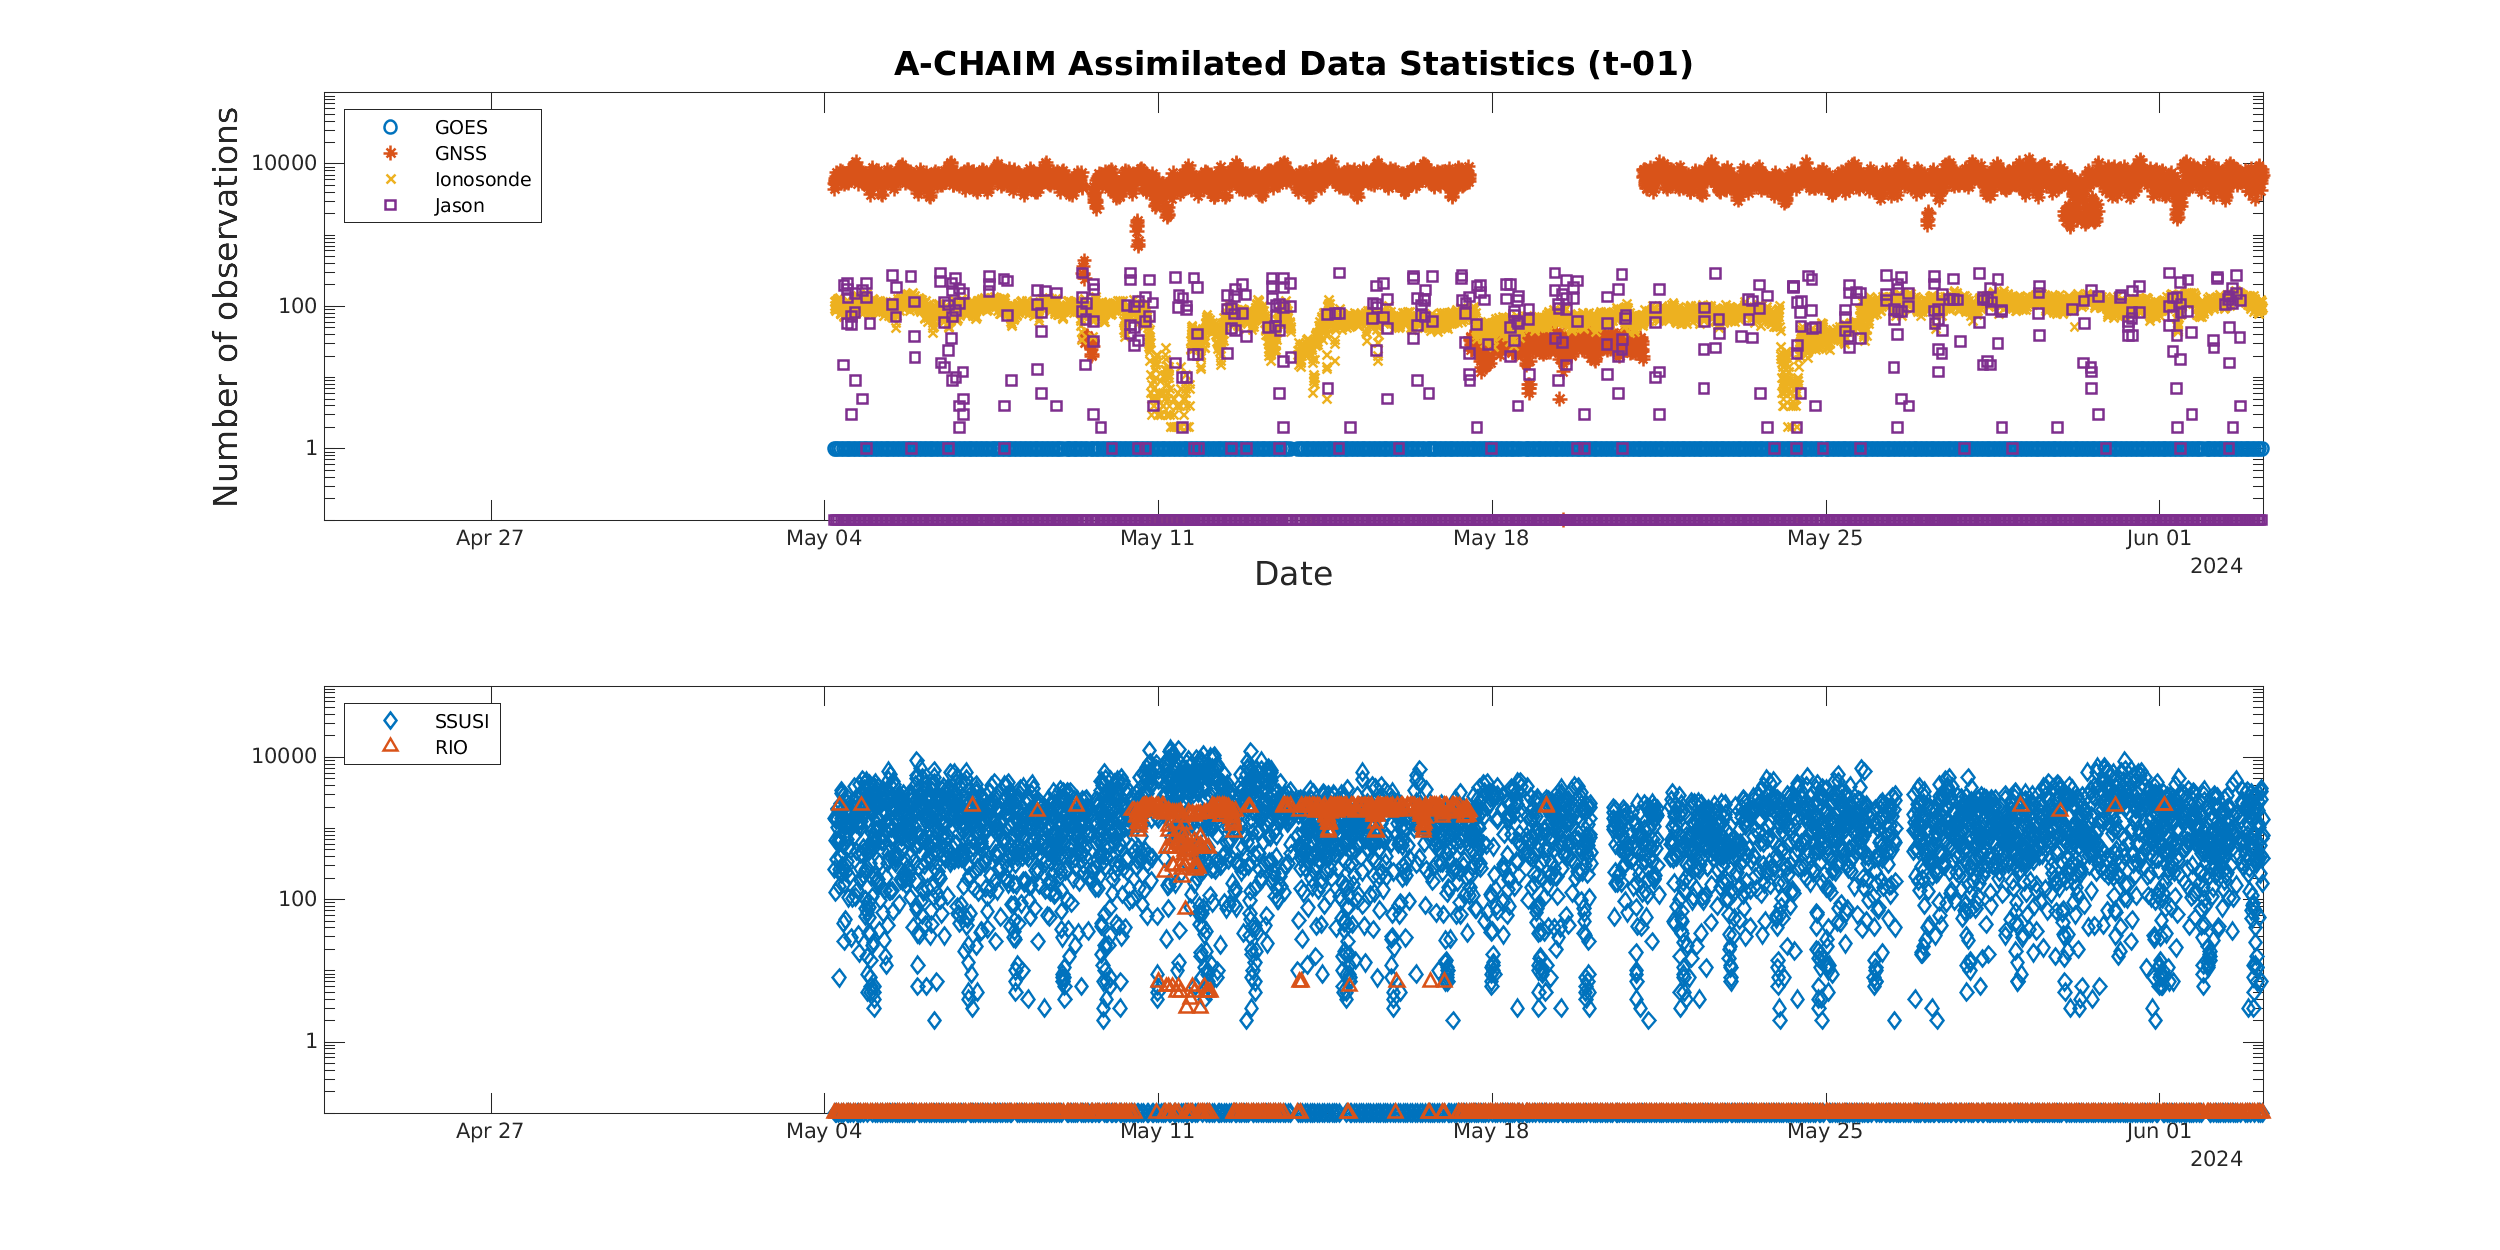 A-CHAIM Assimilated Data Statistics (t-01)
Number of observations
GOES
GNSS
Ionosonde
Jason
10000
100
1
Apr 27
May 04
May 11
May 18
May 25
Jun 01
2024
Date
SSUSI
RIO
10000
100
1
Apr 27
May 04
May 11
May 18
May 25
Jun 01
2024